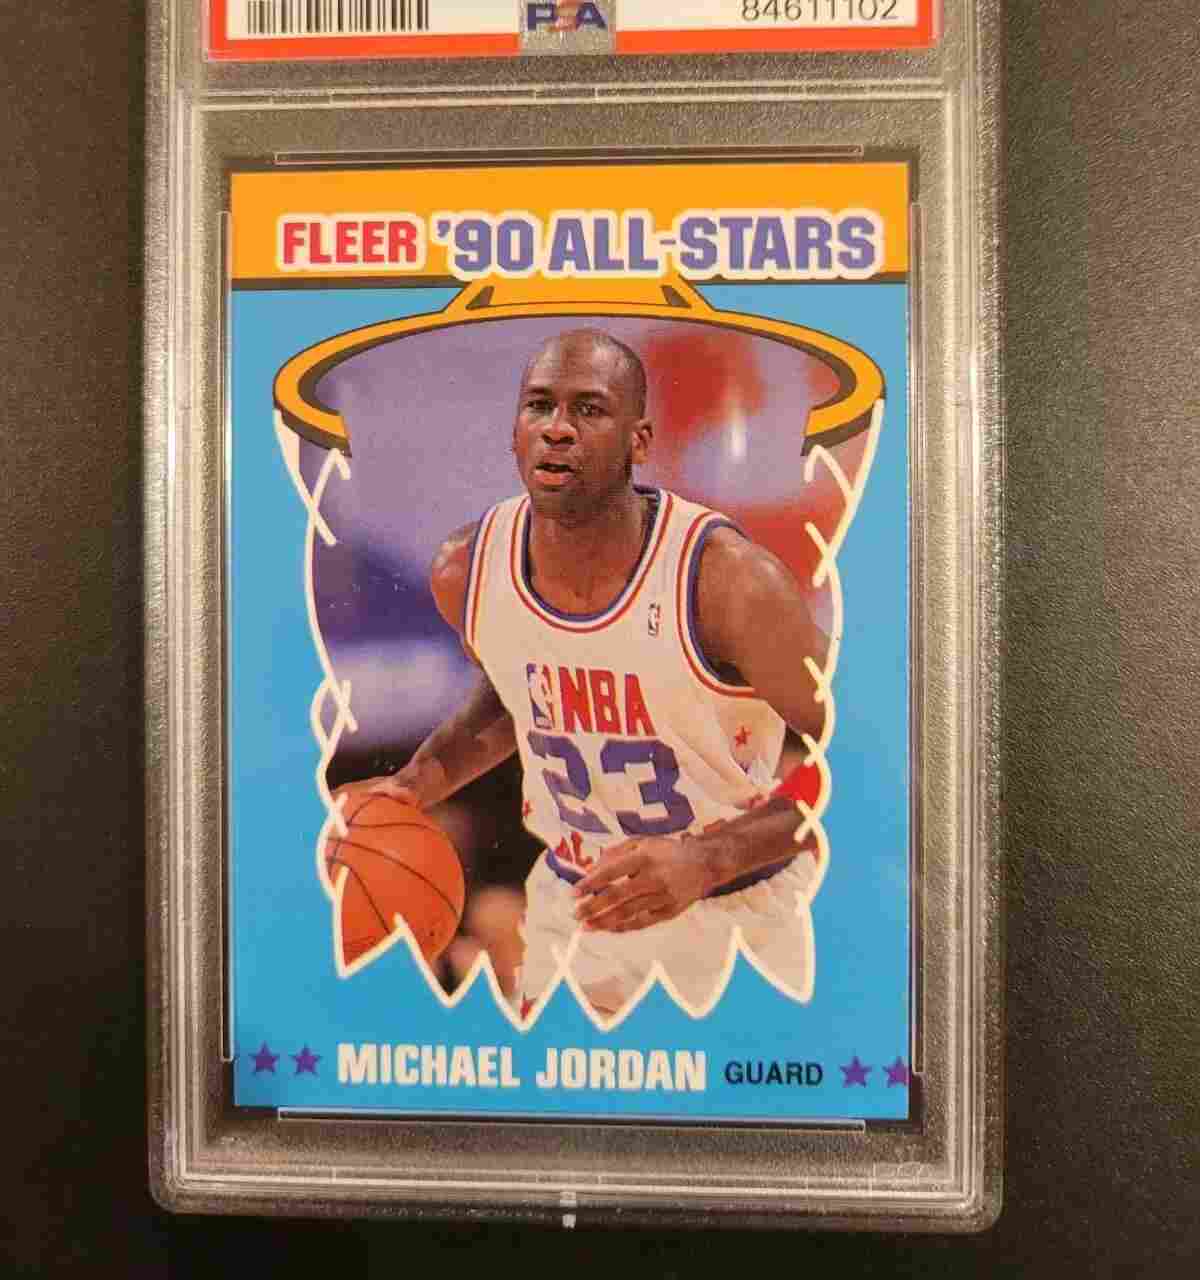 PSA 84611102
FLEER '90 ALL-STARS
NBA
23
MICHAEL JORDAN GUARD